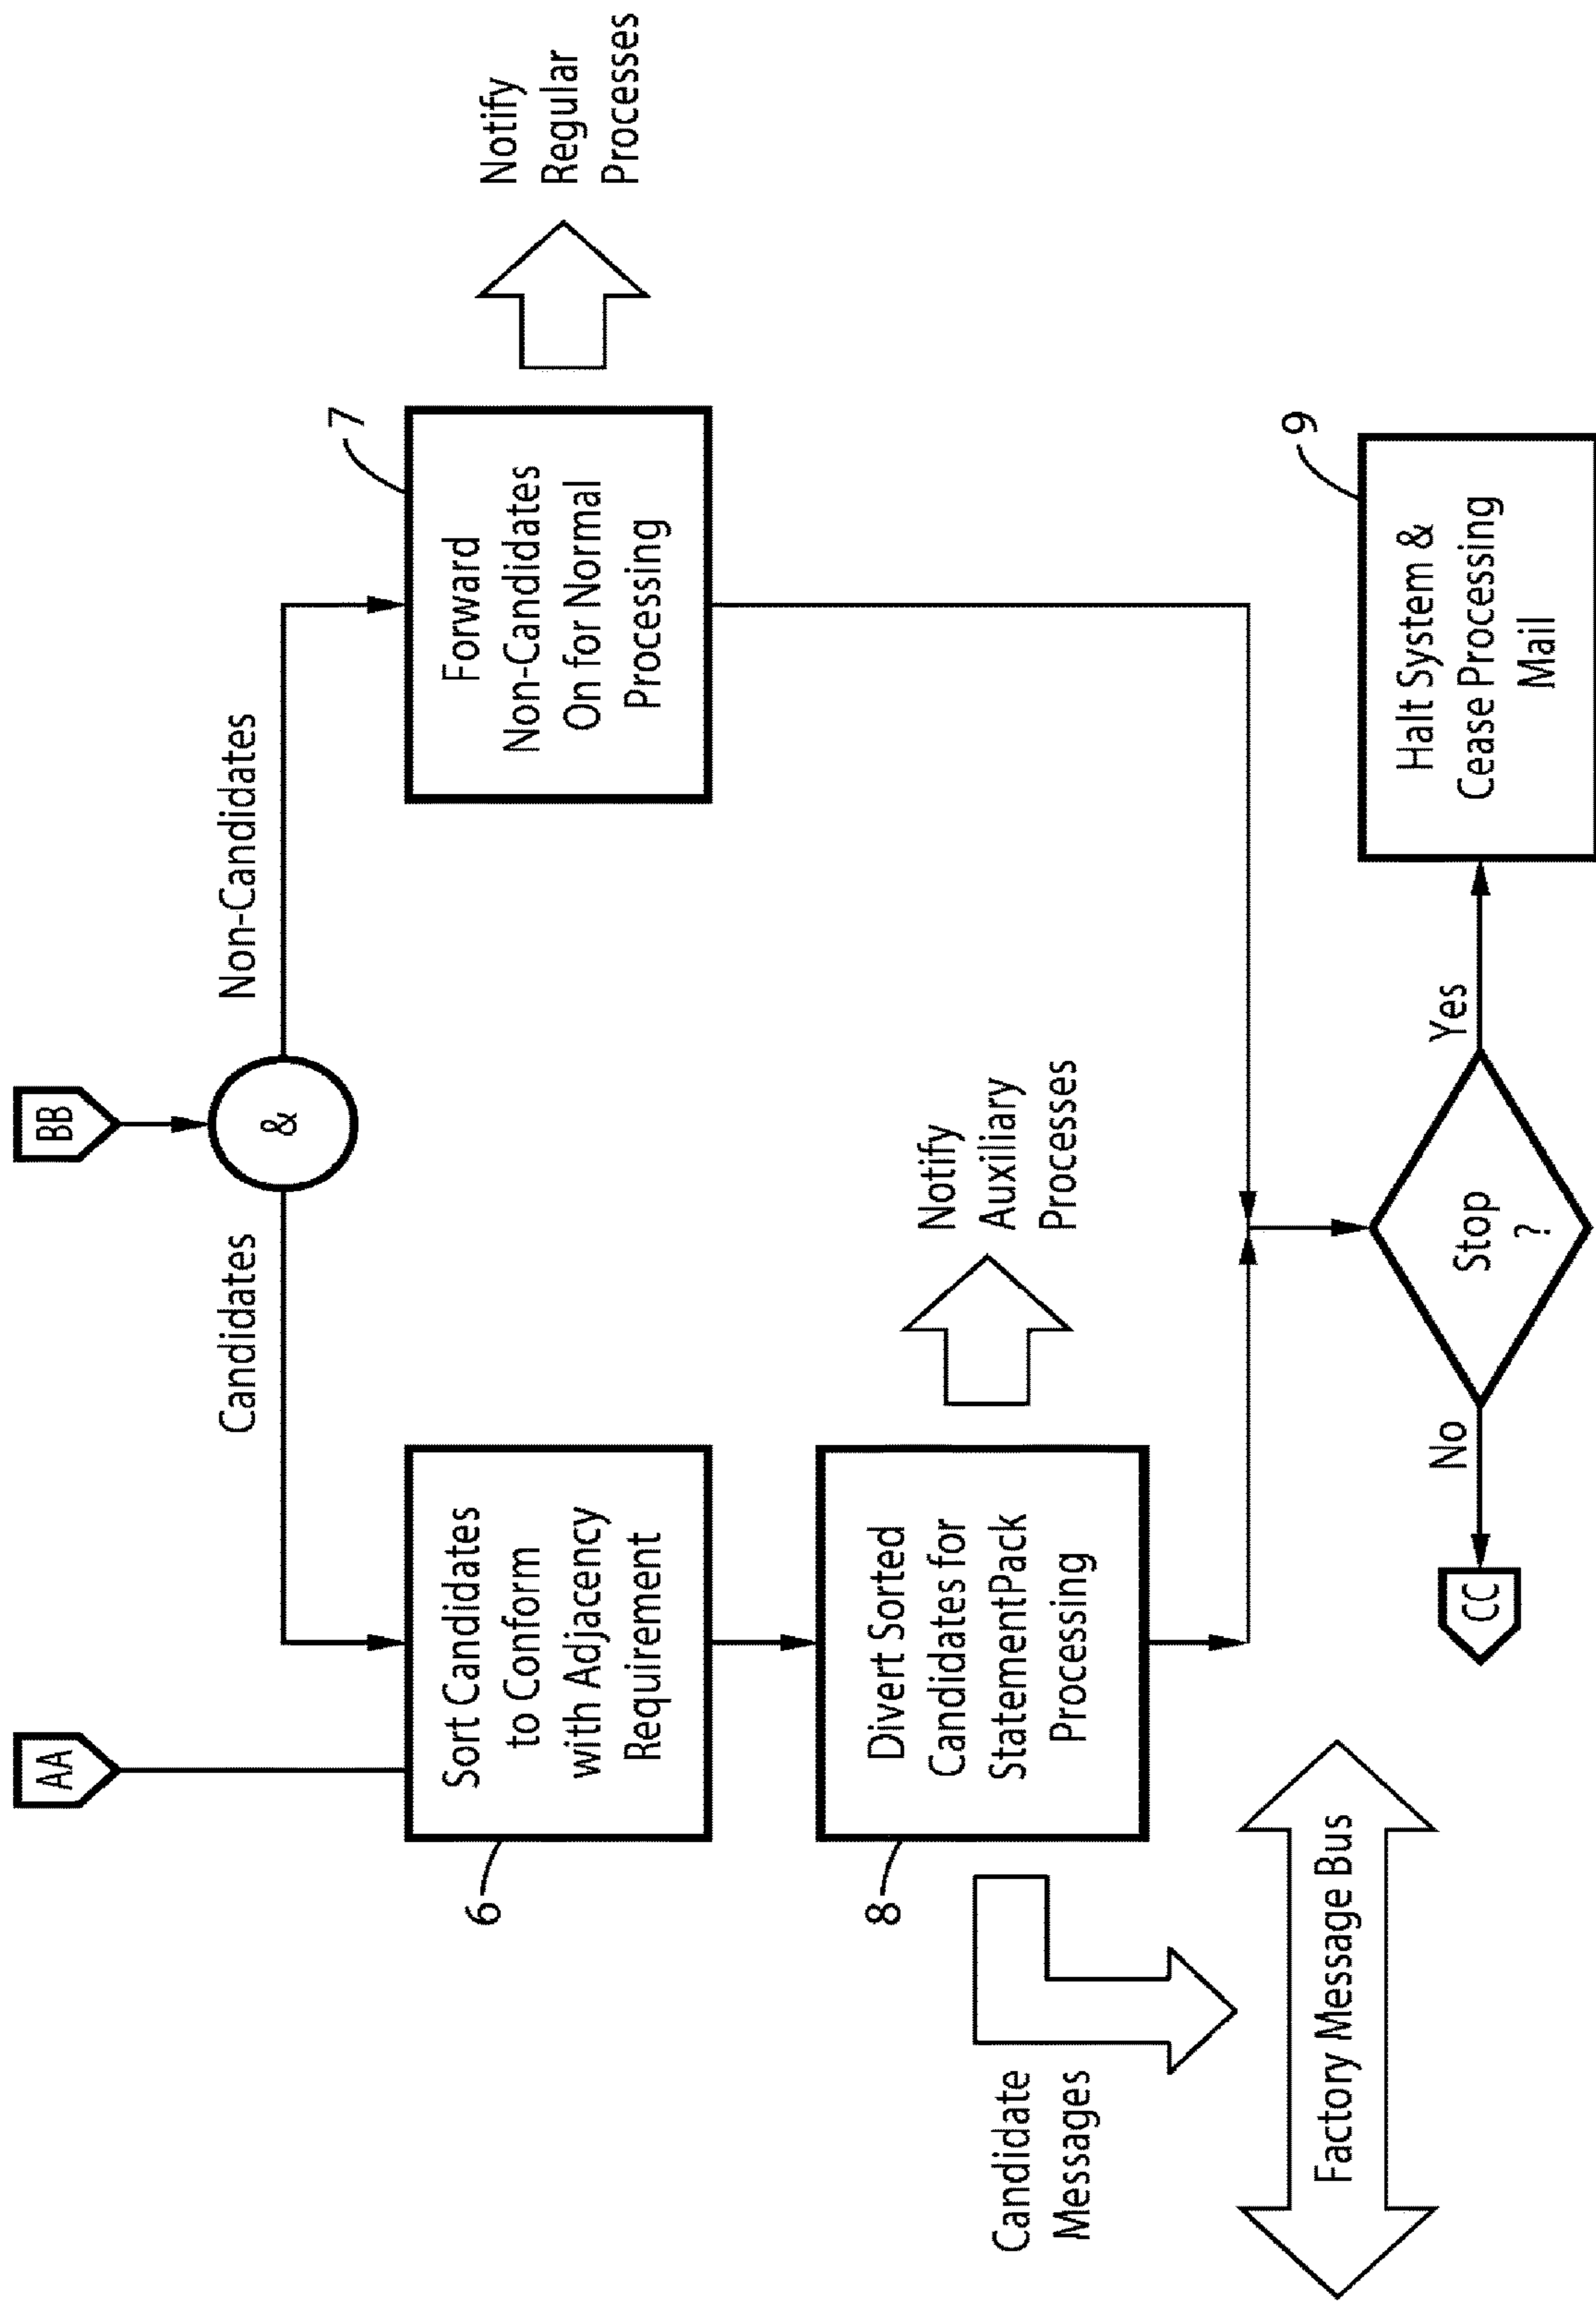 AA
BB
Candidates
&
Non-Candidates
6
Sort Candidates
to Conform
with Adjacency
Requirement
7
Forward
Non-Candidates
On for Normal
Processing
Notify
Regular
Processes
8
Divert Sorted
Candidates for
StatementPack
Processing
Notify
Auxiliary
Processes
Candidate
Messages
Factory Message Bus
CC
No
Stop
?
Yes
9
Halt System &
Cease Processing
Mail